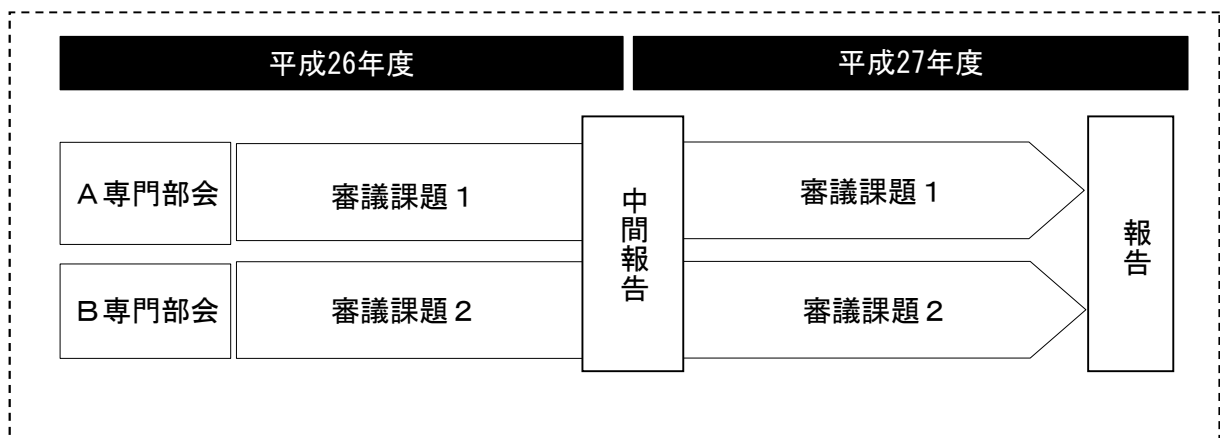 平成26年度
平成27年度
A専門部会
審議課題1
中間報告
審議課題1
報告
B専門部会
審議課題2
審議課題2